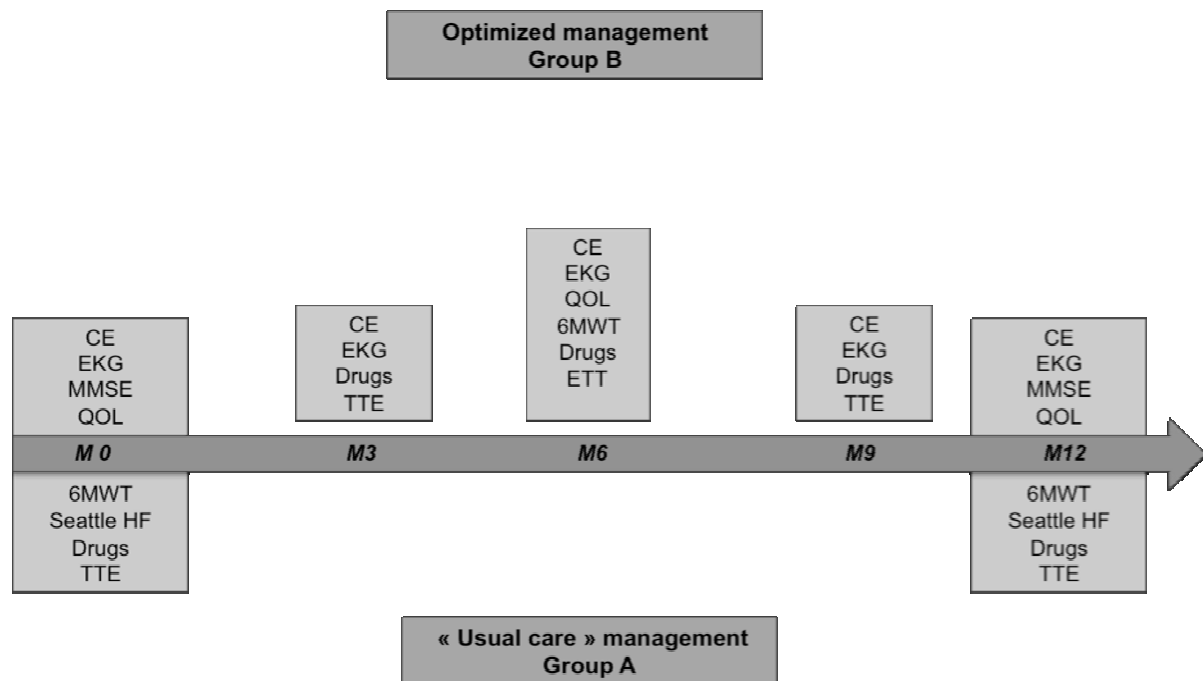 Optimized management
Group B
CE
EKG
MMSE
QOL
M 0
6MWT
Seattle HF
Drugs
TTE
CE
EKG
Drugs
TTE
M3
CE
EKG
QOL
6MWT
Drugs
ETT
M6
CE
EKG
Drugs
TTE
M9
CE
EKG
MMSE
QOL
M12
6MWT
Seattle HF
Drugs
TTE
« Usual care » management
Group A